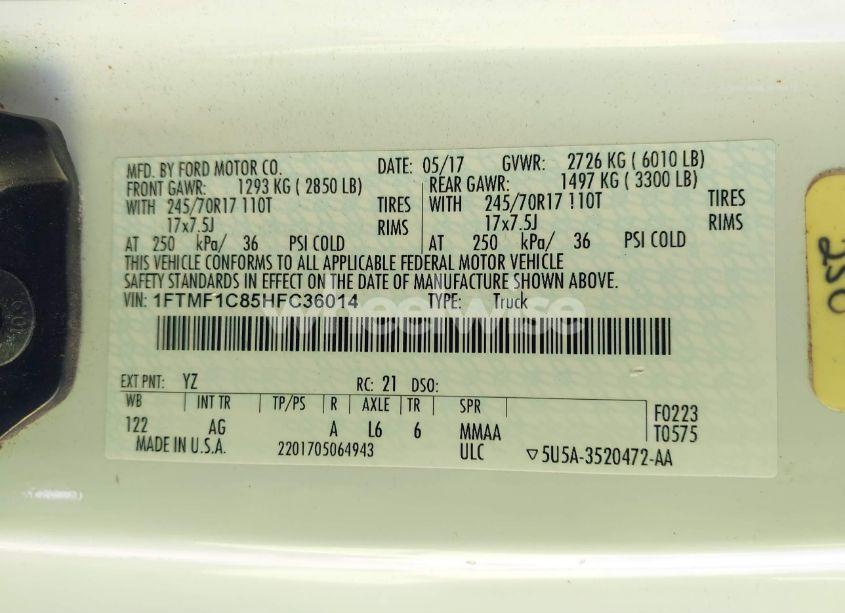 MFD. BY FORD MOTOR CO. DATE: 05/17 GVWR: 2726 KG ( 6010 LB)
FRONT GAWR: 1293 KG ( 2850 LB) REAR GAWR: 1497 KG ( 3300 LB)
WITH 245/70R17 110T TIRES WITH 245/70R17 110T TIRES
17x7.5J RIMS 17x7.5J RIMS
AT 250 kPa/ 36 PSI COLD AT 250 kPa/ 36 PSI COLD
THIS VEHICLE CONFORMS TO ALL APPLICABLE FEDERAL MOTOR VEHICLE
SAFETY STANDARDS IN EFFECT ON THE DATE OF MANUFACTURE SHOWN ABOVE.
VIN: 1FTMF1C85HFC36014 TYPE: Truck
wheelwise
EXT PNT: YZ RC: 21 DSO:
WB INT TR TP/PS R AXLE TR SPR
122 AG A L6 6 MMAA
F0223
T0575
MADE IN U.S.A. 2201705064943 ULC ▽5U5A-3520472-AA
250